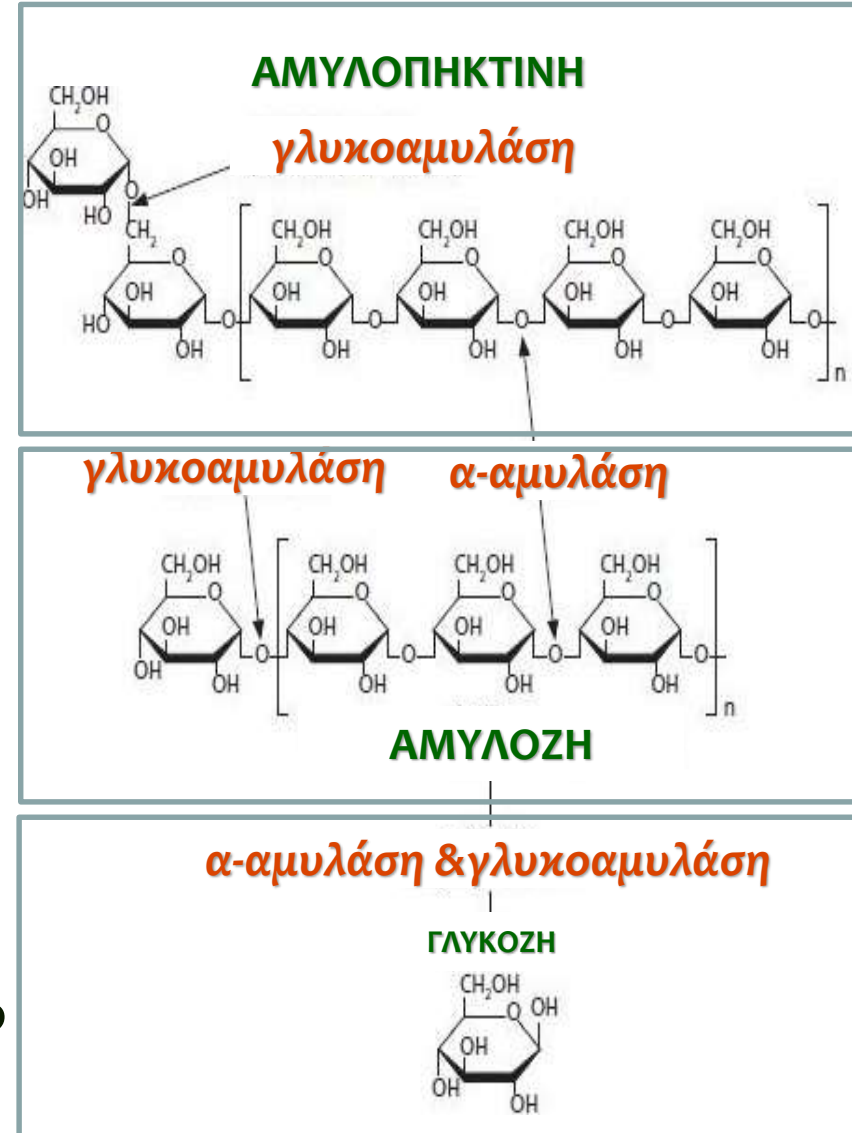 ΑΜΥΛΟΠΗΚΤΙΝΗ
γλυκοαμυλάση
CH₂OH
O
OH
OH
HO
O
CH₂
CH₂OH CH₂OH CH₂OH CH₂OH
O O O O O
OH OH OH OH OH
HO O O O O O
OH OH OH OH OH
n
γλυκοαμυλάση α-αμυλάση
CH₂OH CH₂OH CH₂OH CH₂OH
O O O O
OH OH OH OH
OH O O O O
OH OH OH OH
n
ΑΜΥΛΟΖΗ
α-αμυλάση &γλυκοαμυλάση
ΓΛΥΚΟΖΗ
CH₂OH
O OH
OH
OH
OH